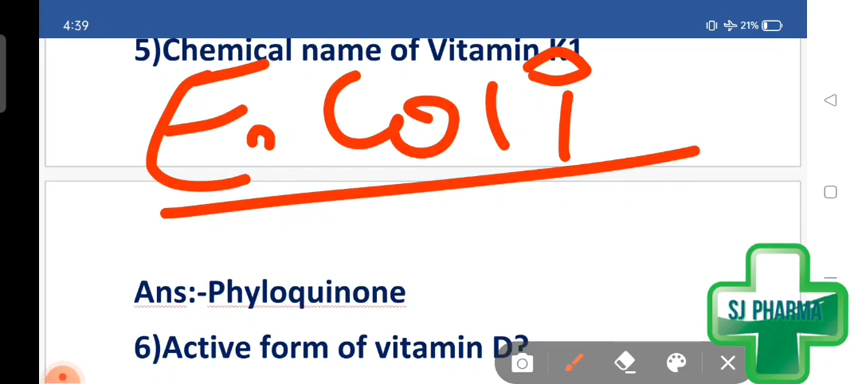 4:39 21%
5)Chemical name of Vitamin K1
En Coli
Ans:-Phyloquinone
6)Active form of vitamin D?
SJ PHARMA